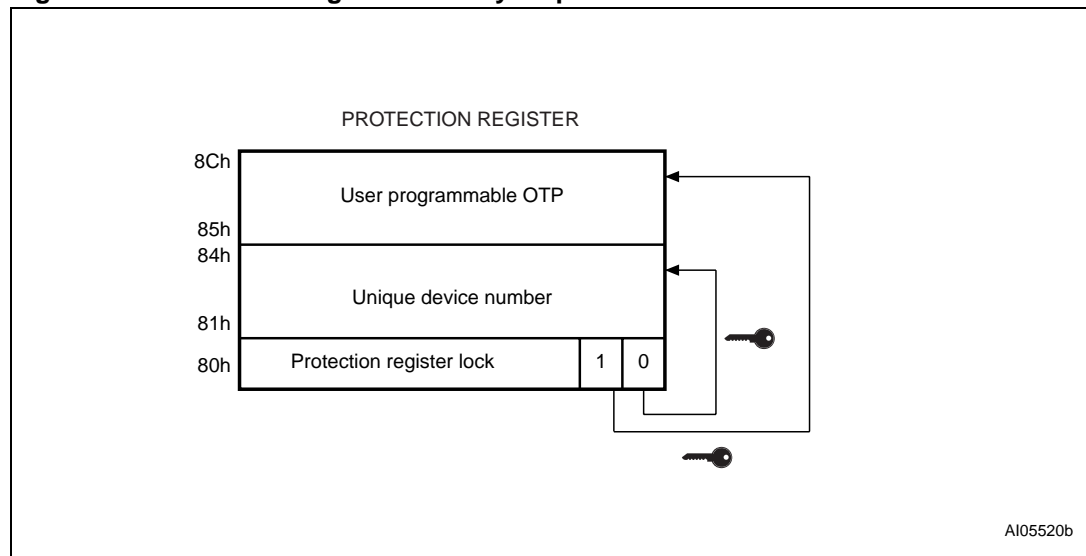 PROTECTION REGISTER
8Ch
User programmable OTP
85h
84h
Unique device number
81h
80h Protection register lock 1 0
AI05520b